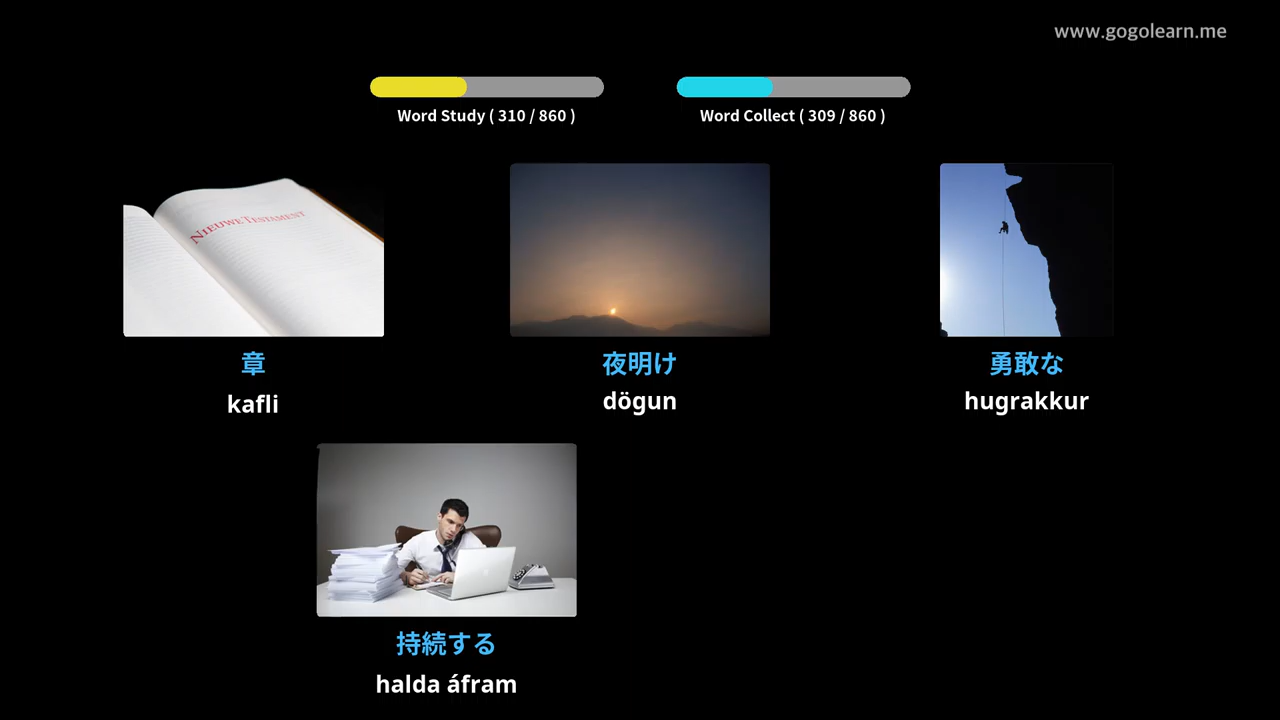 www.gogolearn.me
Word Study ( 310 / 860 )
Word Collect ( 309 / 860 )
NIEUWE TESTAMENT
章
kafli
夜明け
dögun
勇敢な
hugrakkur
持続する
halda áfram